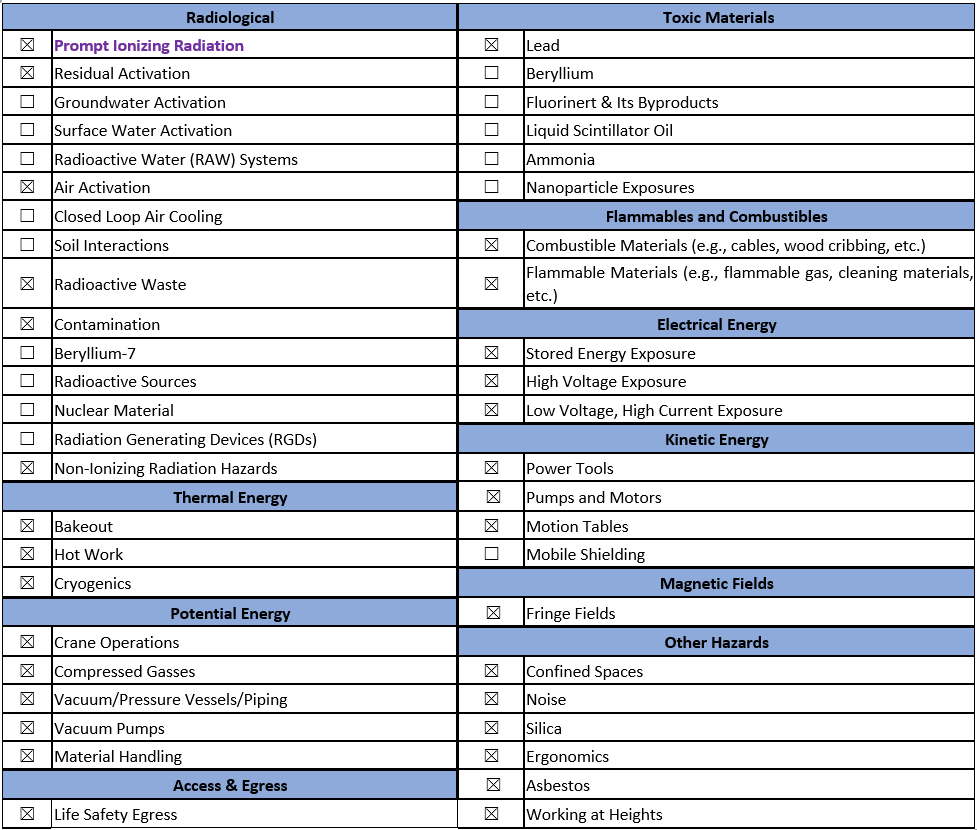 Radiological
☒ Prompt Ionizing Radiation
☒ Residual Activation
☐ Groundwater Activation
☐ Surface Water Activation
☐ Radioactive Water (RAW) Systems
☒ Air Activation
☐ Closed Loop Air Cooling
☐ Soil Interactions
☒ Radioactive Waste
☒ Contamination
☐ Beryllium-7
☐ Radioactive Sources
☐ Nuclear Material
☐ Radiation Generating Devices (RGDs)
☒ Non-Ionizing Radiation Hazards
Thermal Energy
☒ Bakeout
☒ Hot Work
☒ Cryogenics
Potential Energy
☒ Crane Operations
☒ Compressed Gasses
☒ Vacuum/Pressure Vessels/Piping
☒ Vacuum Pumps
☒ Material Handling
Access & Egress
☒ Life Safety Egress
Toxic Materials
☒ Lead
☐ Beryllium
☐ Fluorinert & Its Byproducts
☐ Liquid Scintillator Oil
☐ Ammonia
☐ Nanoparticle Exposures
Flammables and Combustibles
☒ Combustible Materials (e.g., cables, wood cribbing, etc.)
☒ Flammable Materials (e.g., flammable gas, cleaning materials,
etc.)
Electrical Energy
☒ Stored Energy Exposure
☒ High Voltage Exposure
☒ Low Voltage, High Current Exposure
Kinetic Energy
☒ Power Tools
☒ Pumps and Motors
☒ Motion Tables
☐ Mobile Shielding
Magnetic Fields
☒ Fringe Fields
Other Hazards
☒ Confined Spaces
☒ Noise
☒ Silica
☒ Ergonomics
☒ Asbestos
☒ Working at Heights